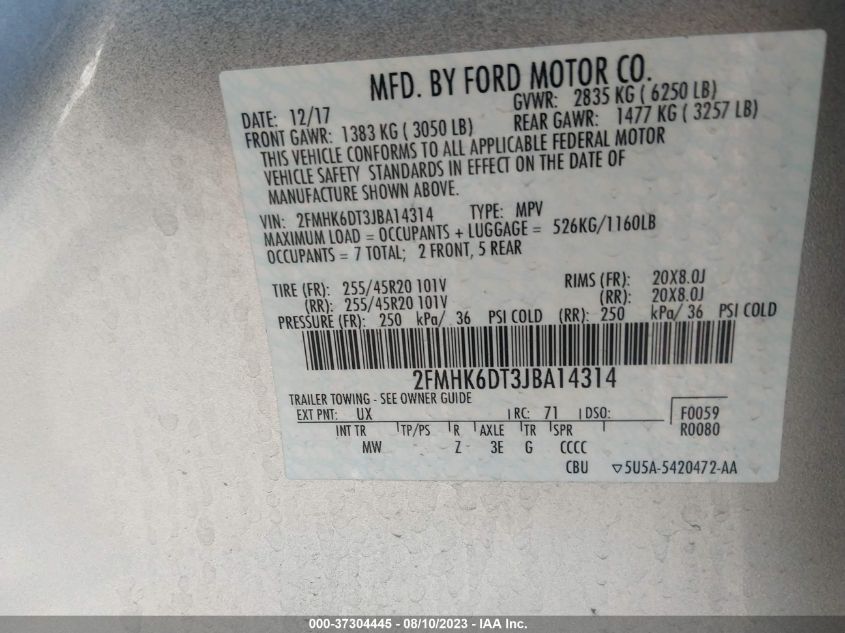 MFD. BY FORD MOTOR CO.
DATE: 12/17 GVWR: 2835 KG ( 6250 LB)
FRONT GAWR: 1383 KG ( 3050 LB) REAR GAWR: 1477 KG ( 3257 LB)
THIS VEHICLE CONFORMS TO ALL APPLICABLE FEDERAL MOTOR
VEHICLE SAFETY STANDARDS IN EFFECT ON THE DATE OF
MANUFACTURE SHOWN ABOVE.
VIN: 2FMHK6DT3JBA14314 TYPE: MPV
MAXIMUM LOAD = OCCUPANTS + LUGGAGE = 526KG/1160LB
OCCUPANTS = 7 TOTAL; 2 FRONT, 5 REAR
TIRE (FR): 255/45R20 101V RIMS (FR): 20X8.0J
(RR): 255/45R20 101V (RR): 20X8.0J
PRESSURE (FR): 250 kPa/ 36 PSI COLD (RR): 250 kPa/ 36 PSI COLD
2FMHK6DT3JBA14314
TRAILER TOWING - SEE OWNER GUIDE
EXT PNT: UX RC: 71 DSO: F0059
INT TR TP/PS R AXLE TR SPR R0080
MW Z 3E G CCCC
CBU ▽5U5A-5420472-AA
000-37304445 - 08/10/2023 - IAA Inc.